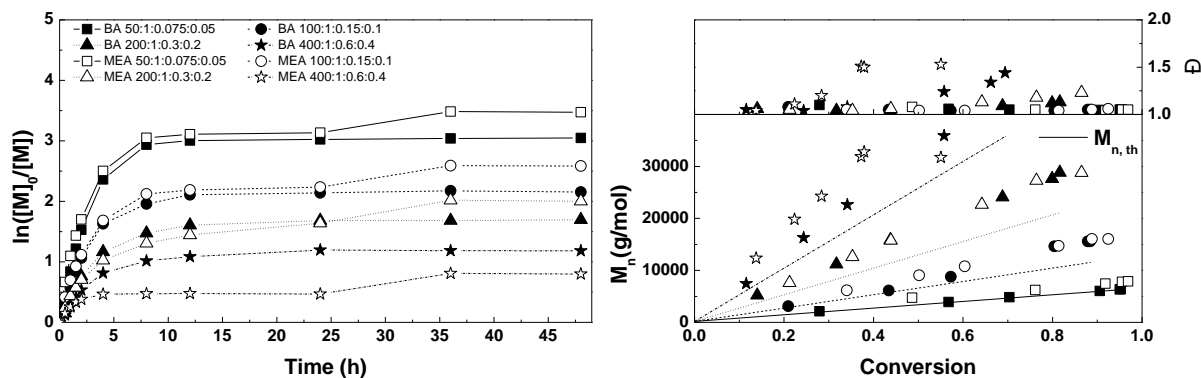 5
4
3
2
1
0
ln([M]0/[M]
BA 50:1:0.075:0.05
BA 100:1:0.15:0.1
BA 200:1:0.3:0.2
BA 400:1:0.6:0.4
MEA 50:1:0.075:0.05
MEA 100:1:0.15:0.1
MEA 200:1:0.3:0.2
MEA 400:1:0.6:0.4
0 5 10 15 20 25 30 35 40 45
Time (h)
2.0
1.5
1.0
Đ
Mn, th
30000
20000
10000
0
Mn(g/mol)
0.0 0.2 0.4 0.6 0.8 1.0
Conversion